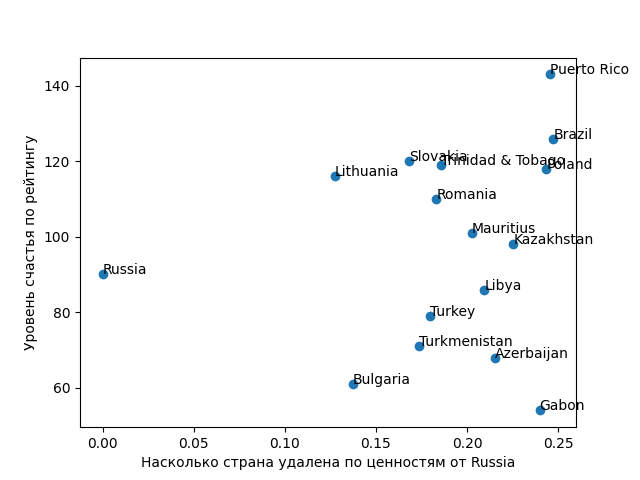 Puerto Rico
140
Brazil
120
Slovakia
Trinidad & Tobago
Poland
Lithuania
Romania
100
Mauritius
Kazakhstan
Russia
Libya
80
Turkey
Turkmenistan
Azerbaijan
Bulgaria
60
Gabon
Уровень счастья по рейтингу
0.00 0.05 0.10 0.15 0.20 0.25
Насколько страна удалена по ценностям от Russia